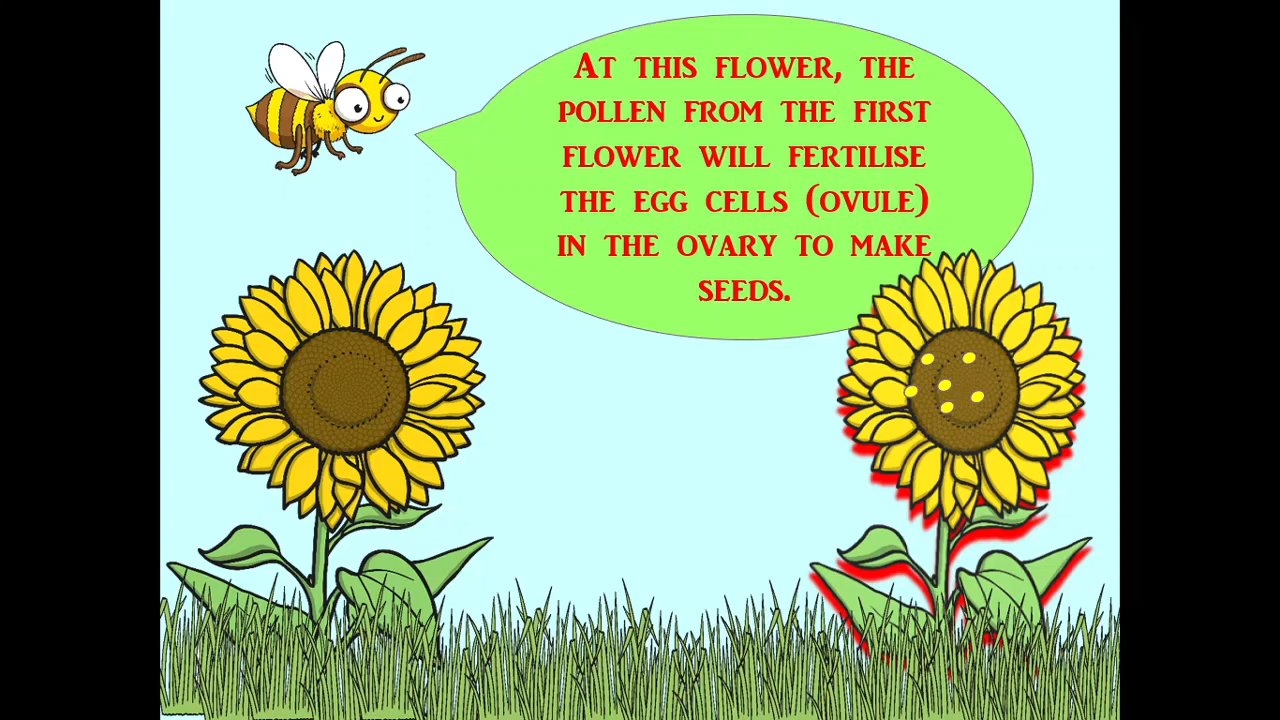 At this flower, the
pollen from the first
flower will fertilise
the egg cells (ovule)
in the ovary to make
seeds.